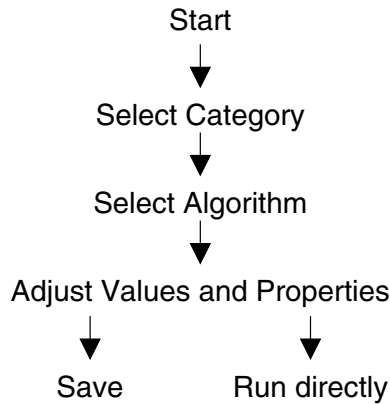 Start
Select Category
Select Algorithm
Adjust Values and Properties
Save
Run directly